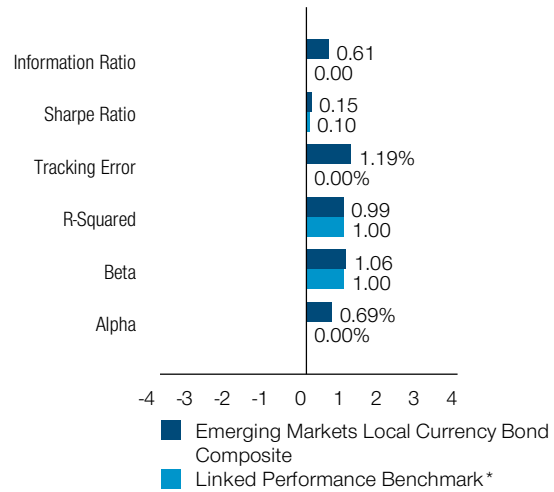 Information Ratio
0.61
0.00
Sharpe Ratio
0.15
0.10
Tracking Error
1.19%
0.00%
R-Squared
0.99
1.00
Beta
1.06
1.00
Alpha
0.69%
0.00%
-4 -3 -2 -1 0 1 2 3 4
Emerging Markets Local Currency Bond
Composite
Linked Performance Benchmark*